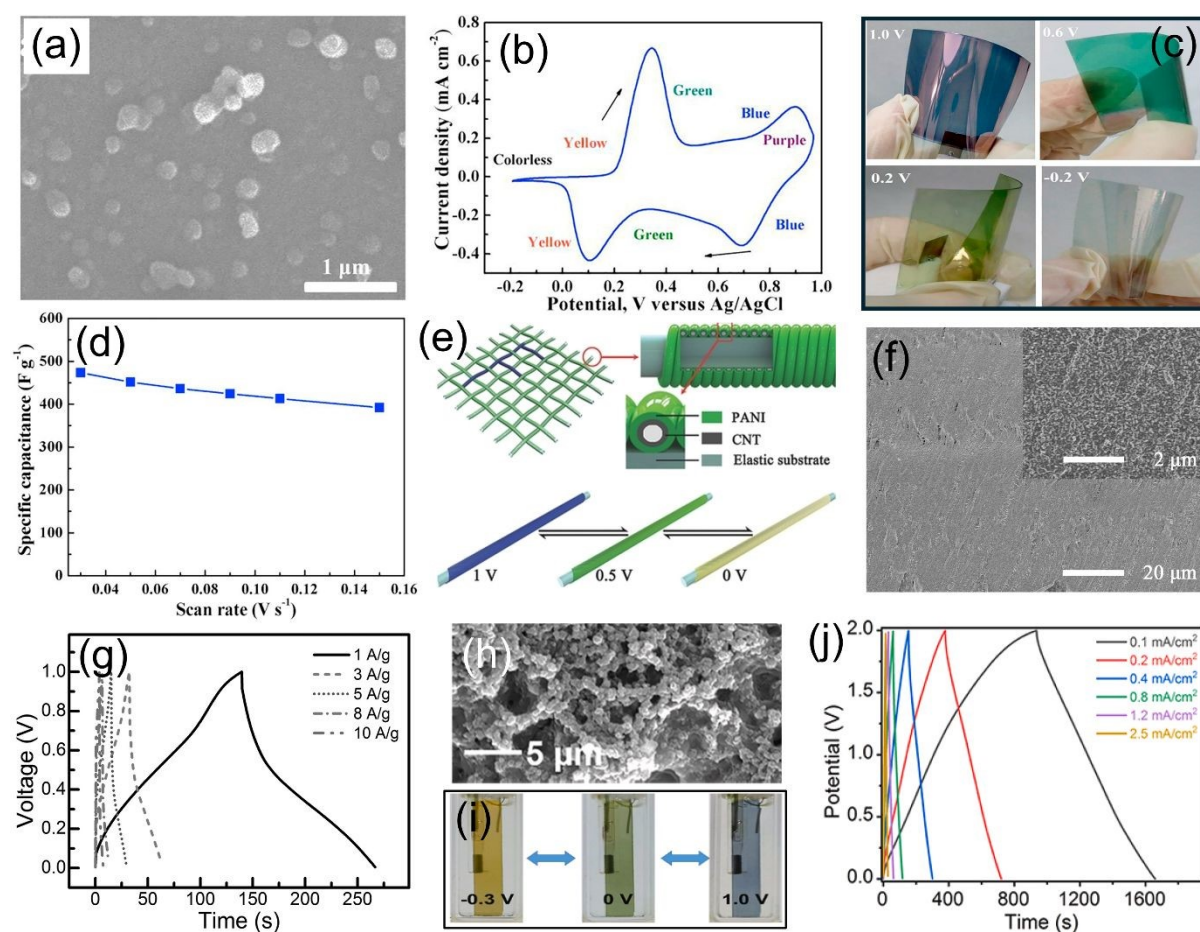 (a)
1 μm
(b)
Current density (mA cm⁻²)
0.8
0.6
0.4
0.2
0.0
-0.2
-0.4
Colorless
Yellow
Green
Blue
Purple
Yellow
Green
Blue
-0.2 0.0 0.2 0.4 0.6 0.8 1.0
Potential, V versus Ag/AgCl
(c)
1.0 V
0.6 V
0.2 V
-0.2 V
(d)
Specific capacitance (F g⁻¹)
600
500
400
300
200
100
0
0.04 0.06 0.08 0.10 0.12 0.14 0.16
Scan rate (V s⁻¹)
(e)
PANI
CNT
Elastic substrate
1 V
0.5 V
0 V
(f)
2 μm
20 μm
(g)
Voltage (V)
1.0
0.8
0.6
0.4
0.2
0.0
1 A/g
3 A/g
5 A/g
8 A/g
10 A/g
0 50 100 150 200 250
Time (s)
(h)
5 μm
(i)
-0.3 V
0 V
1.0 V
(j)
Potential (V)
2.0
1.5
1.0
0.5
0.0
0.1 mA/cm²
0.2 mA/cm²
0.4 mA/cm²
0.8 mA/cm²
1.2 mA/cm²
2.5 mA/cm²
0 400 800 1200 1600
Time (s)